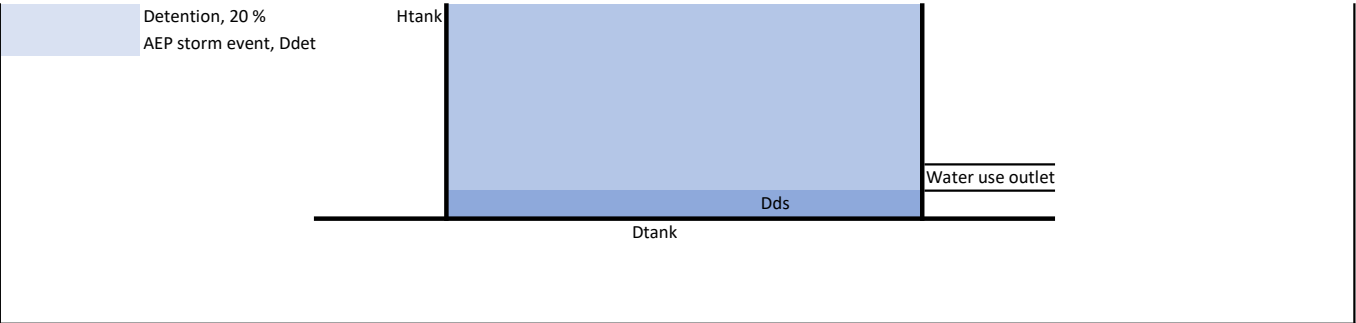 Detention, 20 %
AEP storm event, Ddet
Htank
Water use outlet
Dds
Dtank